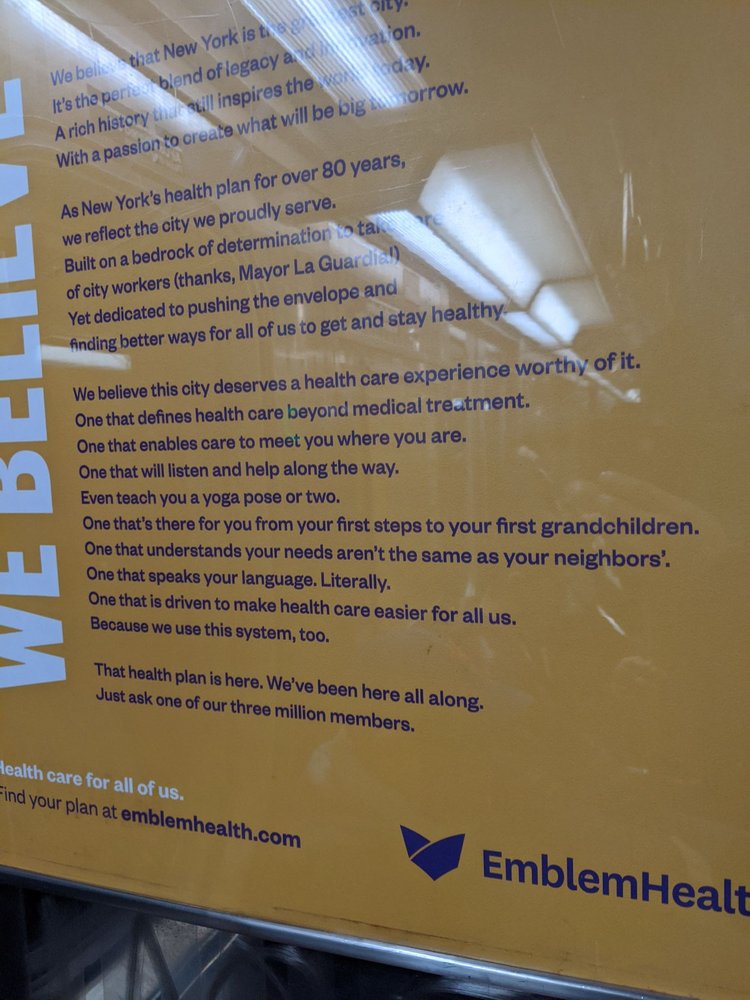 WE BELIEVE
We believe that New York is the greatest city.
It's the perfect blend of legacy and innovation.
A rich history that still inspires the world today.
With a passion to create what will be big tomorrow.
As New York's health plan for over 80 years,
we reflect the city we proudly serve.
Built on a bedrock of determination to take care
of city workers (thanks, Mayor La Guardia!)
Yet dedicated to pushing the envelope and
finding better ways for all of us to get and stay healthy.
We believe this city deserves a health care experience worthy of it.
One that defines health care beyond medical treatment.
One that enables care to meet you where you are.
One that will listen and help along the way.
Even teach you a yoga pose or two.
One that's there for you from your first steps to your first grandchildren.
One that understands your needs aren't the same as your neighbors'.
One that speaks your language. Literally.
One that is driven to make health care easier for all us.
Because we use this system, too.
That health plan is here. We've been here all along.
Just ask one of our three million members.
Health care for all of us.
Find your plan at emblemhealth.com
EmblemHealt